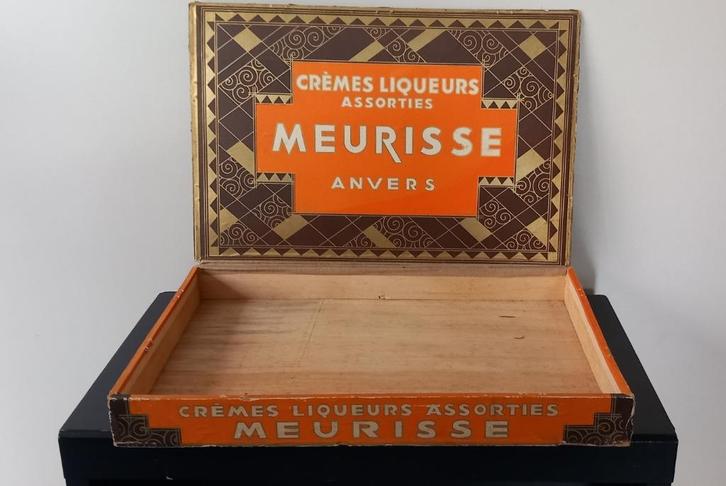 CRÈMES LIQUEURS
ASSORTIES
MEURISSE
ANVERS
CRÈMES LIQUEURS ASSORTIES
MEURISSE